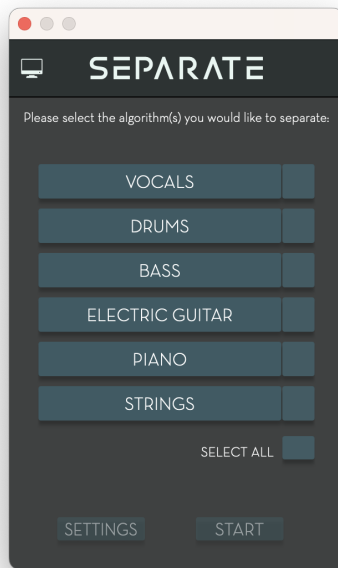 SEPARATE
Please select the algorithm(s) you would like to separate:
VOCALS
DRUMS
BASS
ELECTRIC GUITAR
PIANO
STRINGS
SELECT ALL
SETTINGS START